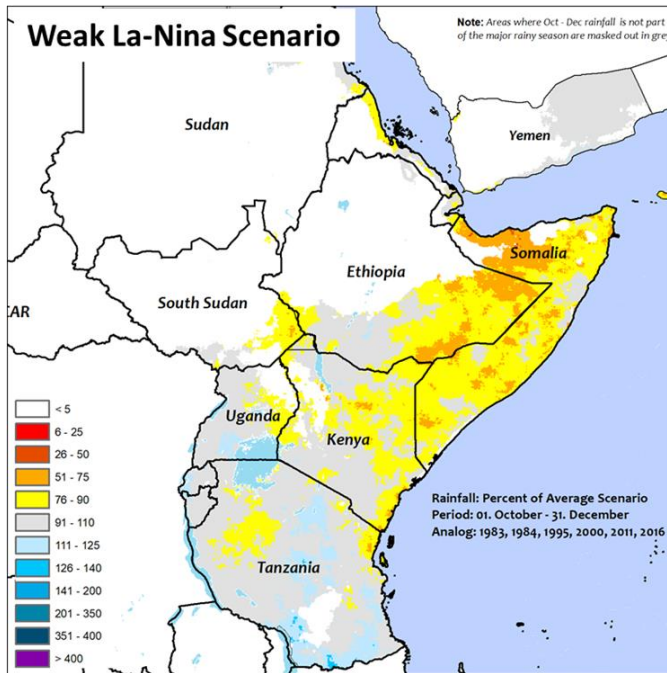 Weak La-Nina Scenario
Note: Areas where Oct - Dec rainfall is not part
of the major rainy season are masked out in grey
Sudan
Yemen
Ethiopia
Somalia
South Sudan
CAR
Uganda
Kenya
Tanzania
< 5
6 - 25
26 - 50
51 - 75
76 - 90
91 - 110
111 - 125
126 - 140
141 - 200
201 - 350
351 - 400
> 400
Rainfall: Percent of Average Scenario
Period: 01. October - 31. December
Analog: 1983, 1984, 1995, 2000, 2011, 2016